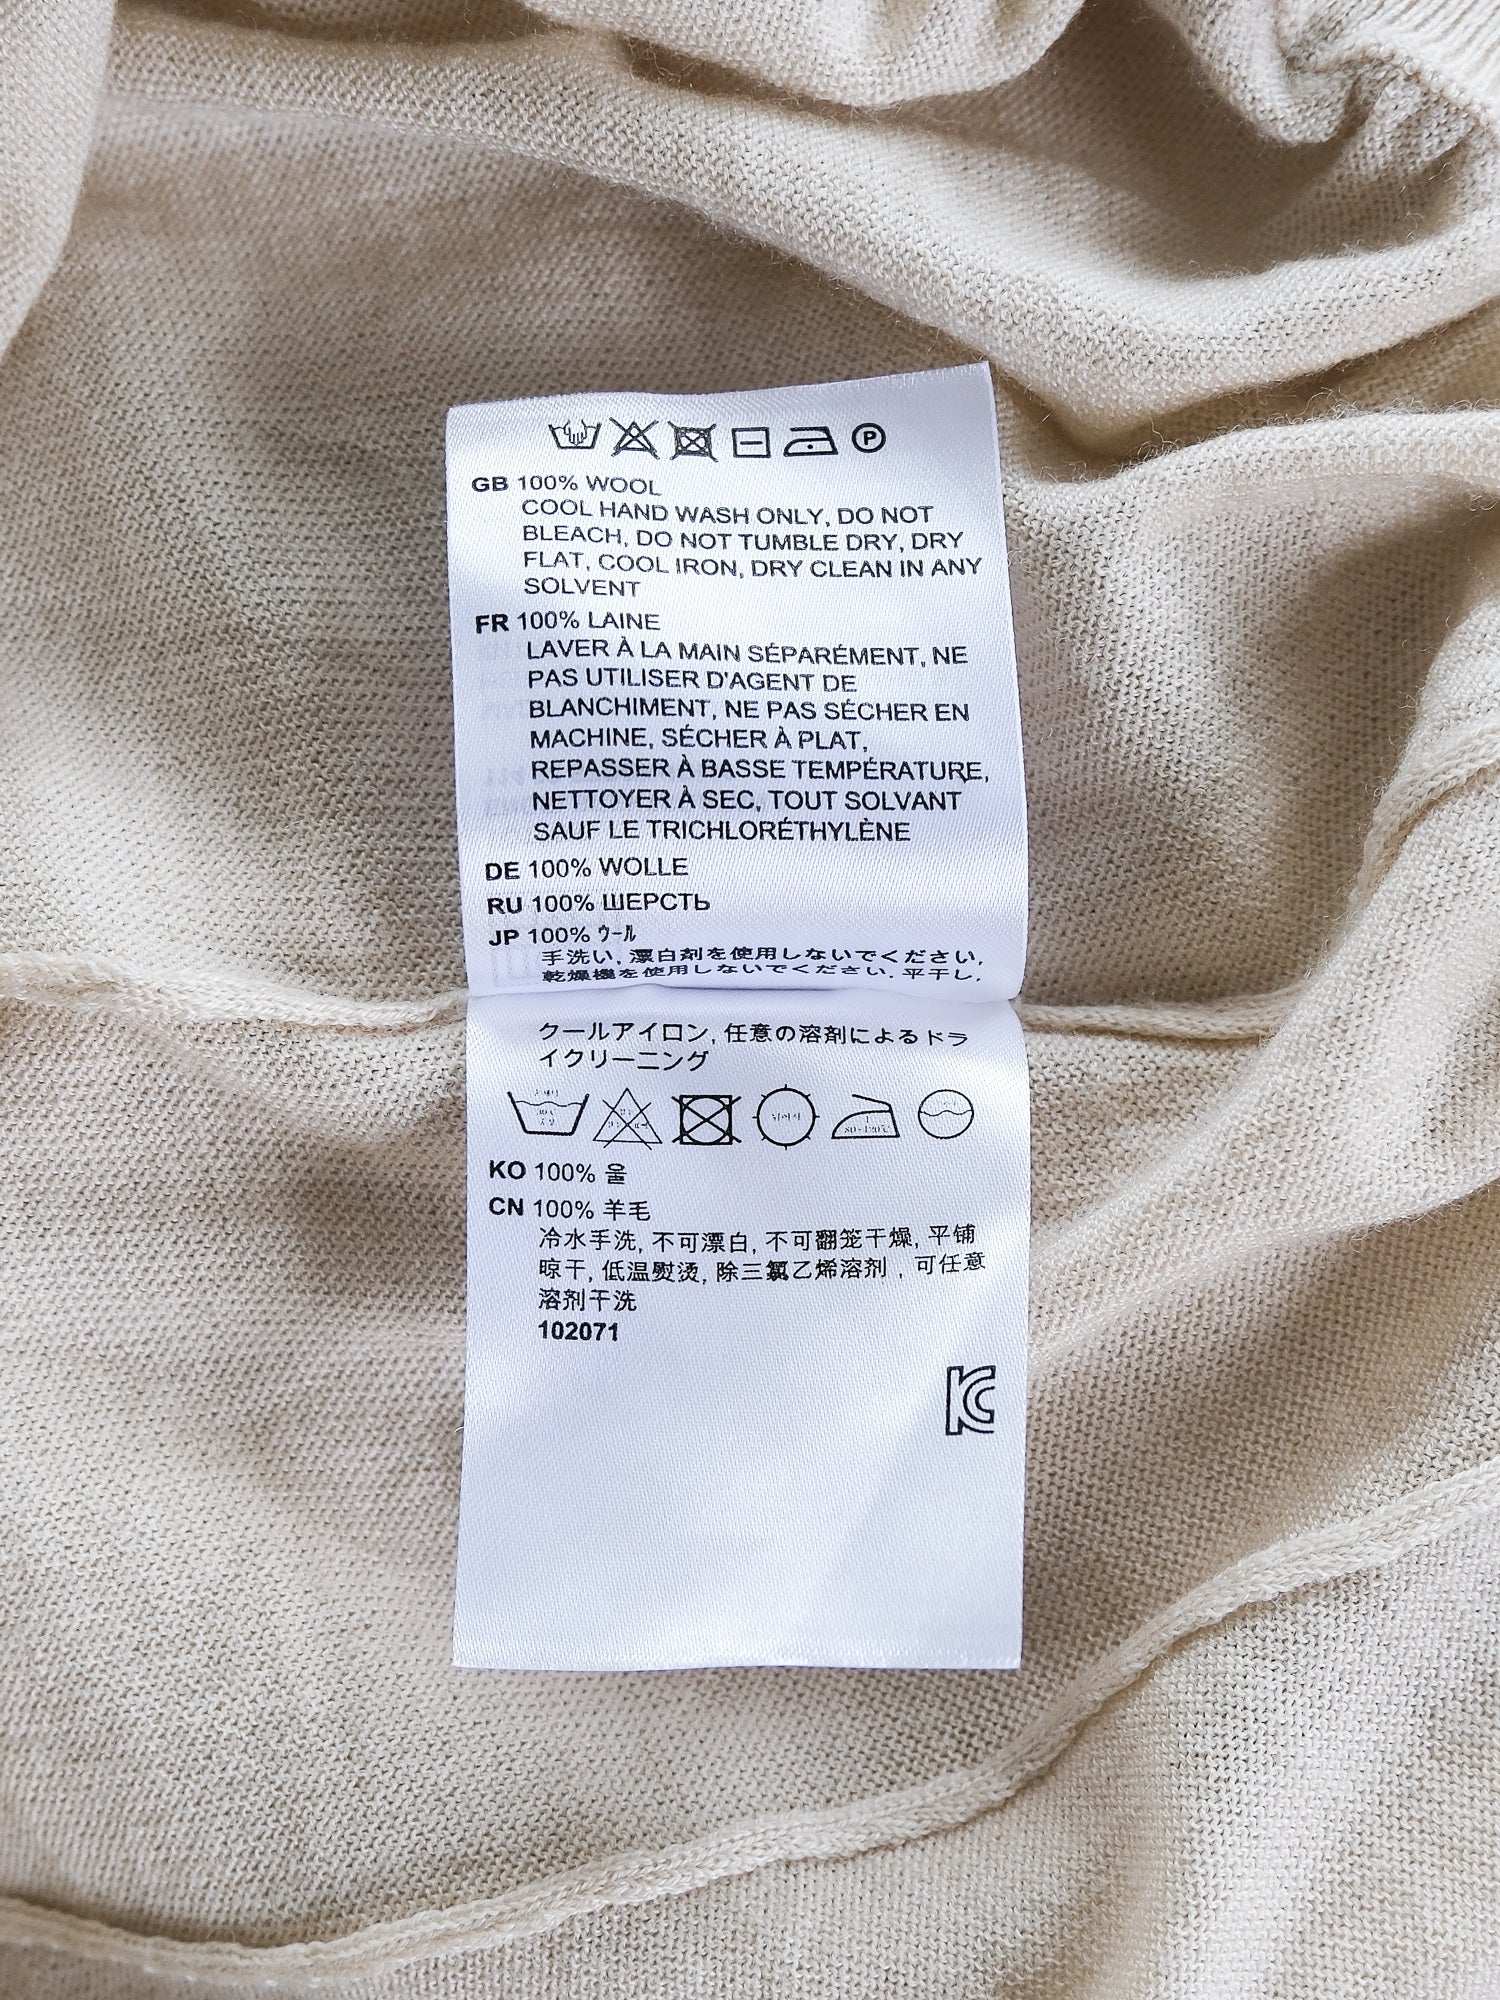 P
GB 100% WOOL
COOL HAND WASH ONLY, DO NOT
BLEACH, DO NOT TUMBLE DRY, DRY
FLAT, COOL IRON, DRY CLEAN IN ANY
SOLVENT
FR 100% LAINE
LAVER À LA MAIN SÉPARÉMENT, NE
PAS UTILISER D'AGENT DE
BLANCHIMENT, NE PAS SÉCHER EN
MACHINE, SÉCHER À PLAT,
REPASSER À BASSE TEMPÉRATURE,
NETTOYER À SEC, TOUT SOLVANT
SAUF LE TRICHLORÉTHYLÈNE
DE 100% WOLLE
RU 100% ШЕРСТЬ
JP 100% ウール
手洗い, 漂白剤を使用しないでください,
乾燥機を使用しないでください, 平干し,
クールアイロン, 任意の溶剤によるドラ
イクリーニング
80~120℃
KO 100% 울
CN 100% 羊毛
冷水手洗, 不可漂白, 不可翻笼干燥, 平铺
晾干, 低温熨烫, 除三氯乙烯溶剂 , 可任意
溶剂干洗
102071
KC